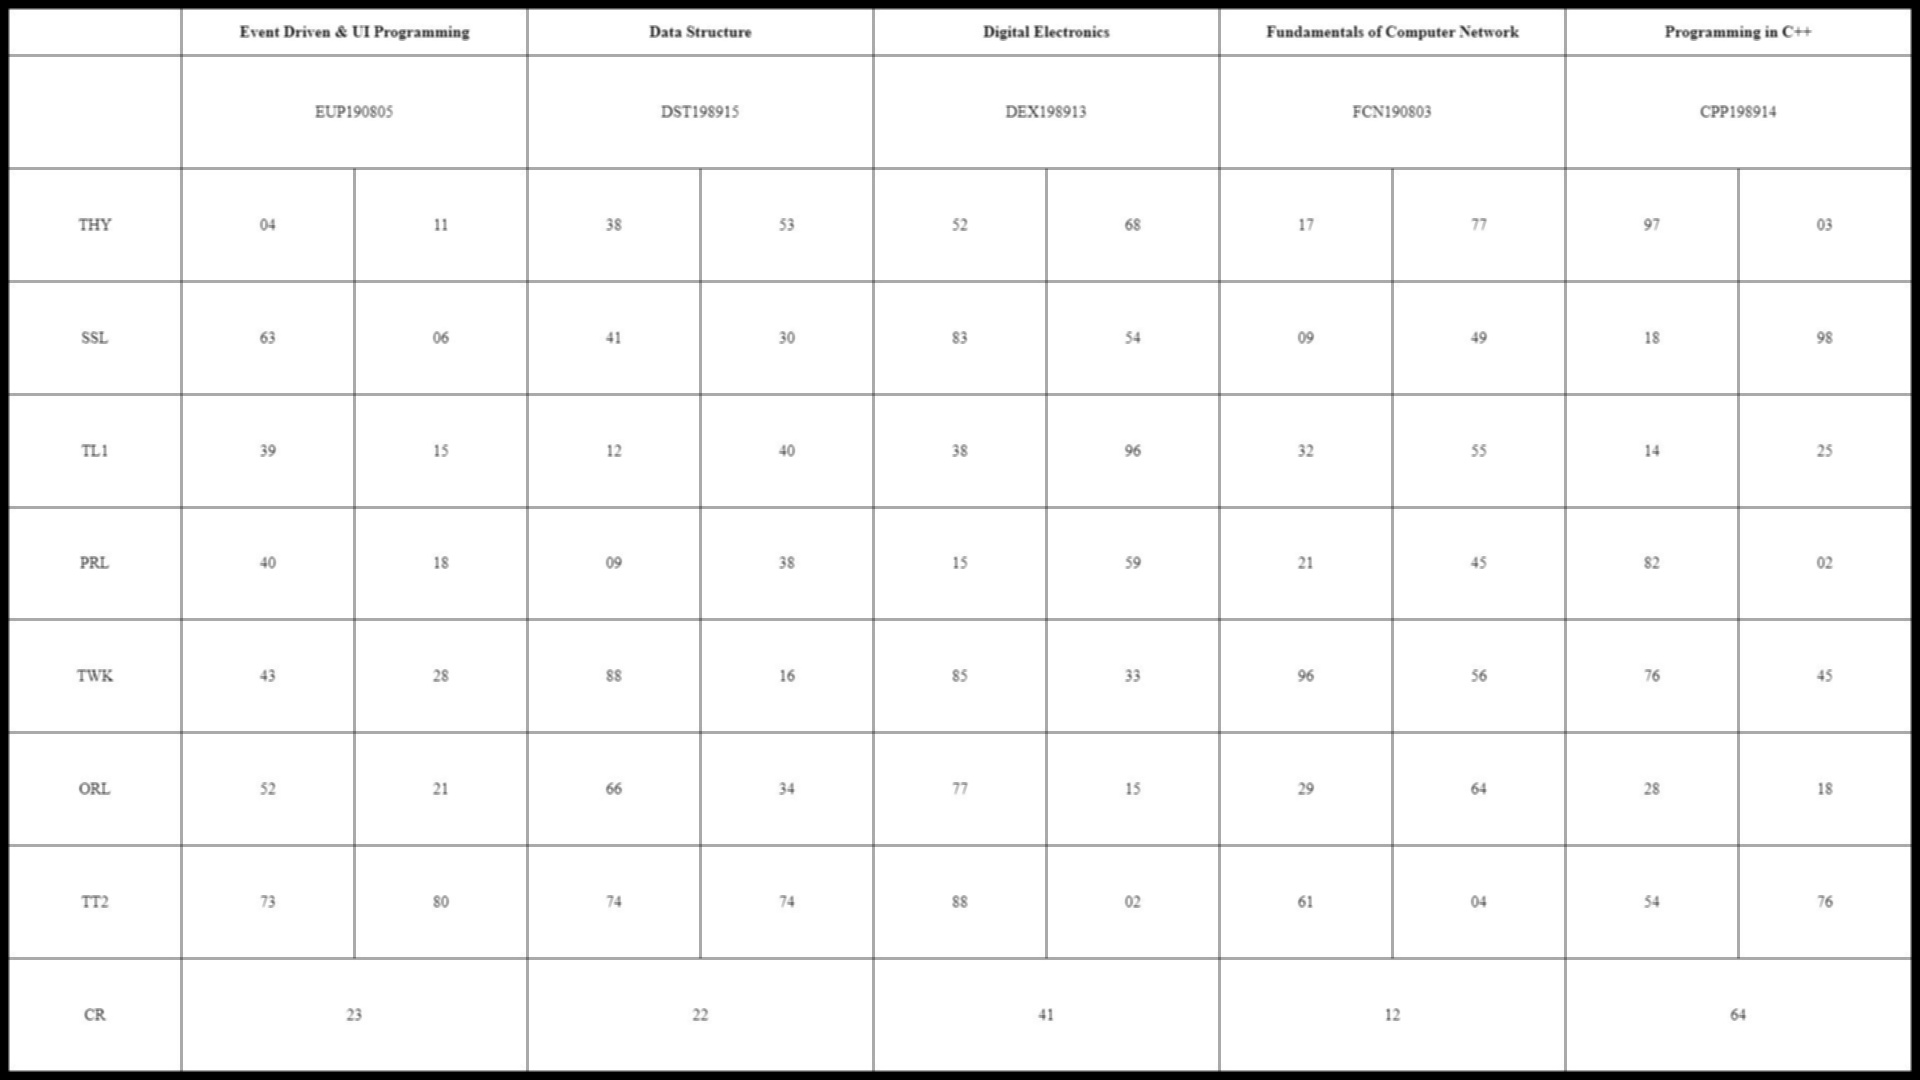 Event Driven & UI Programming Data Structure Digital Electronics Fundamentals of Computer Network Programming in C++
EUP190805 DST198915 DEX198913 FCN190803 CPP198914
THY 04 11 38 53 52 68 17 77 97 03
SSL 63 06 41 30 83 54 09 49 18 98
TL1 39 15 12 40 38 96 32 55 14 25
PRL 40 18 09 38 15 59 21 45 82 02
TWK 43 28 88 16 85 33 96 56 76 45
ORL 52 21 66 34 77 15 29 64 28 18
TT2 73 80 74 74 88 02 61 04 54 76
CR 23 22 41 12 64